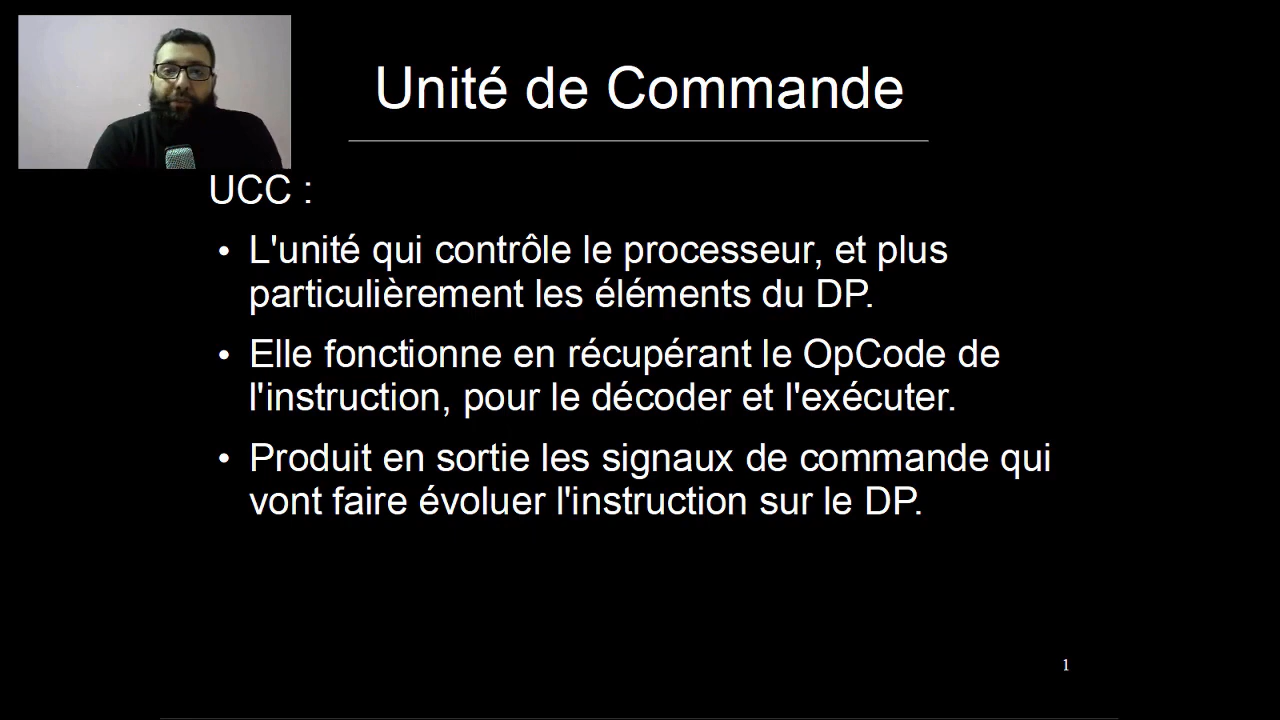 Unité de Commande
UCC :
• L'unité qui contrôle le processeur, et plus
particulièrement les éléments du DP.
• Elle fonctionne en récupérant le OpCode de
l'instruction, pour le décoder et l'exécuter.
• Produit en sortie les signaux de commande qui
vont faire évoluer l'instruction sur le DP.
1